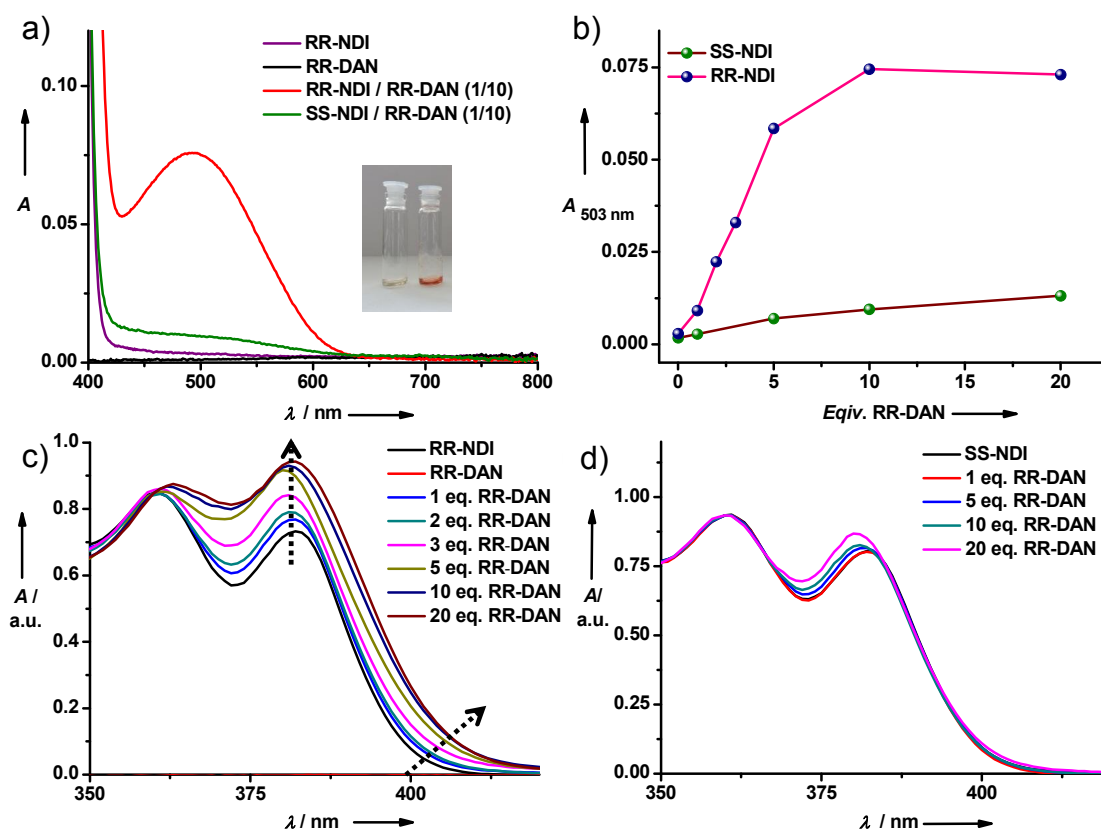 a)
RR-NDI
RR-DAN
RR-NDI / RR-DAN (1/10)
SS-NDI / RR-DAN (1/10)
0.10
0.05
0.00
A
400 500 600 700 800
λ / nm
b)
SS-NDI
RR-NDI
0.075
0.050
0.025
0.000
A 503 nm
0 5 10 15 20
Eqiv. RR-DAN
c)
RR-NDI
RR-DAN
1 eq. RR-DAN
2 eq. RR-DAN
3 eq. RR-DAN
5 eq. RR-DAN
10 eq. RR-DAN
20 eq. RR-DAN
1.0
0.8
0.6
0.4
0.2
0.0
A /
a.u.
350 375 400
λ / nm
d)
SS-NDI
1 eq. RR-DAN
5 eq. RR-DAN
10 eq. RR-DAN
20 eq. RR-DAN
1.00
0.75
0.50
0.25
0.00
A/
a.u.
350 375 400
λ / nm